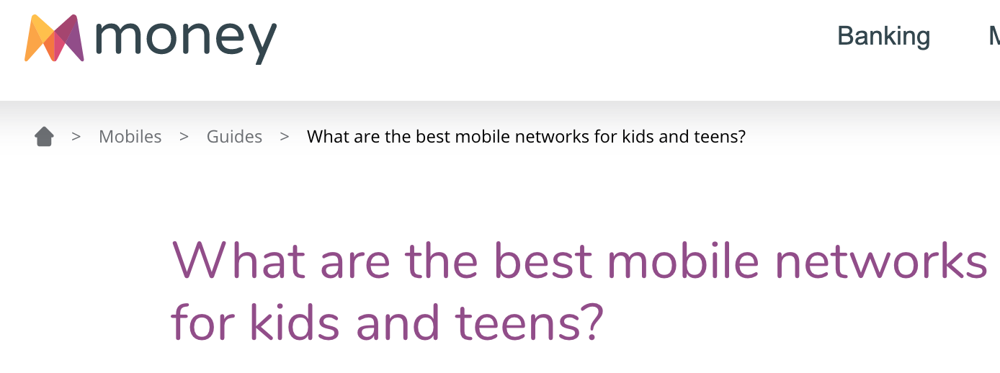 money
Banking
> Mobiles > Guides > What are the best mobile networks for kids and teens?
What are the best mobile networks
for kids and teens?